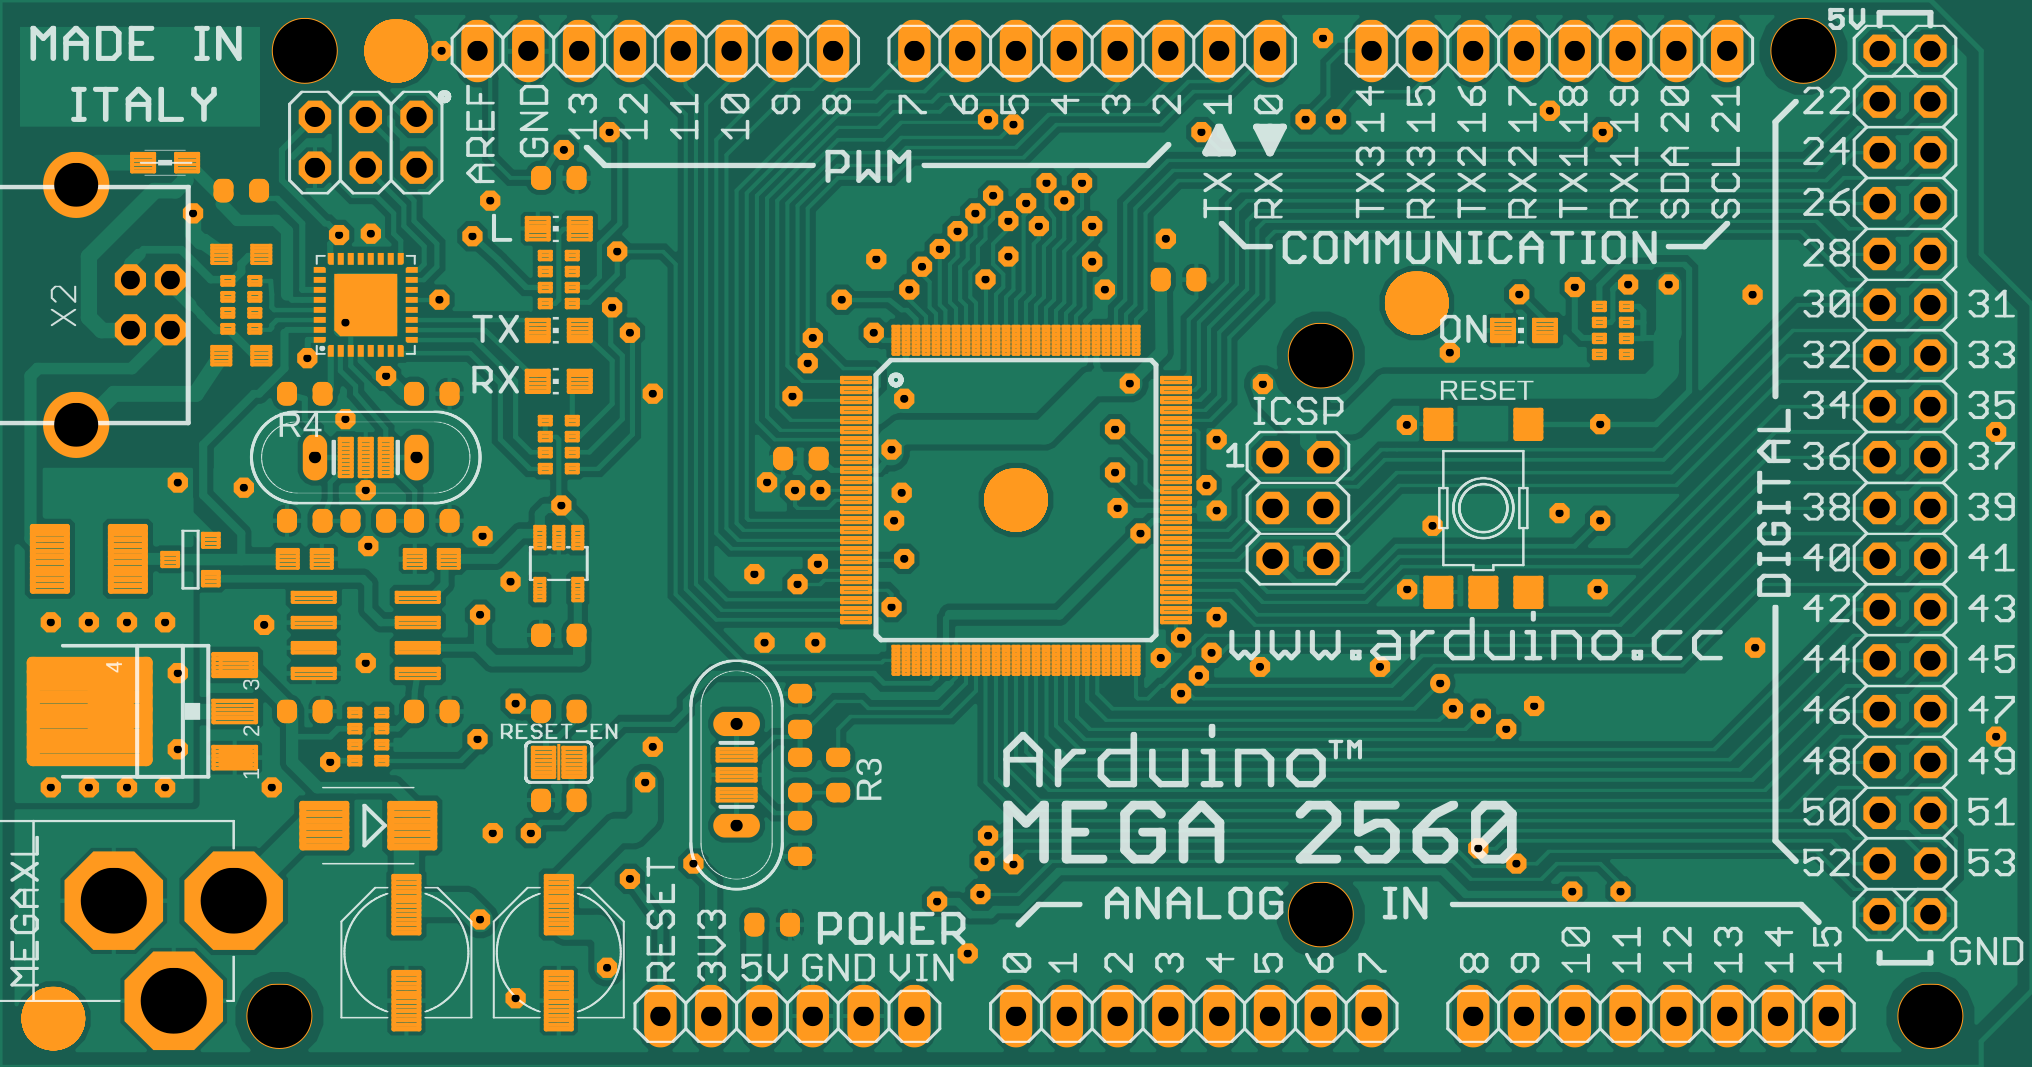 MADE IN
ITALY
AREF
GND
13
12
11
10
9
8
7
6
5
4
3
2
1
0
TX3 14
RX3 15
TX2 16
RX2 17
TX1 18
RX1 19
SDA 20
SCL 21
5V
PWM
TX
RX
COMMUNICATION
L
TX
RX
X2
R4
ON
RESET
ICSP
1
22
24
26
28
30 31
32 33
34 35
36 37
38 39
40 41
42 43
44 45
46 47
48 49
50 51
52 53
DIGITAL
GND
www.arduino.cc
4
3
2
1
RESET-EN
R3
Arduino™
MEGA 2560
MEGAXL
ANALOG IN
POWER
RESET
3V3
5V
GND
VIN
0
1
2
3
4
5
6
7
8
9
10
11
12
13
14
15